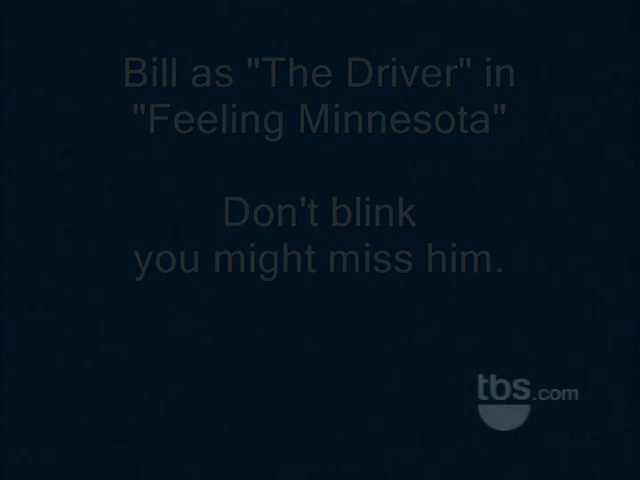 Bill as "The Driver" in
"Feeling Minnesota"
Don't blink
you might miss him.
tbs.com